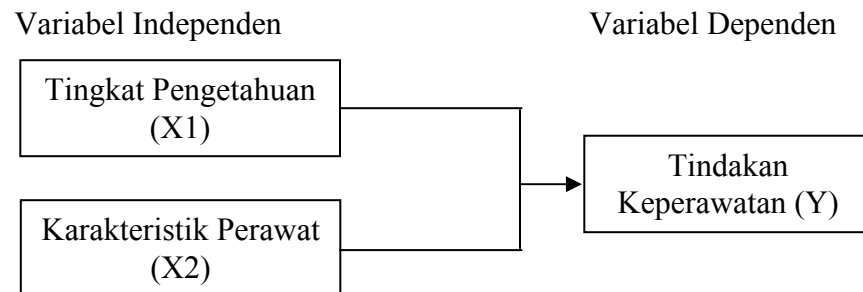 Variabel Independen
Variabel Dependen
Tingkat Pengetahuan
(X1)
Tindakan
Keperawatan (Y)
Karakteristik Perawat
(X2)